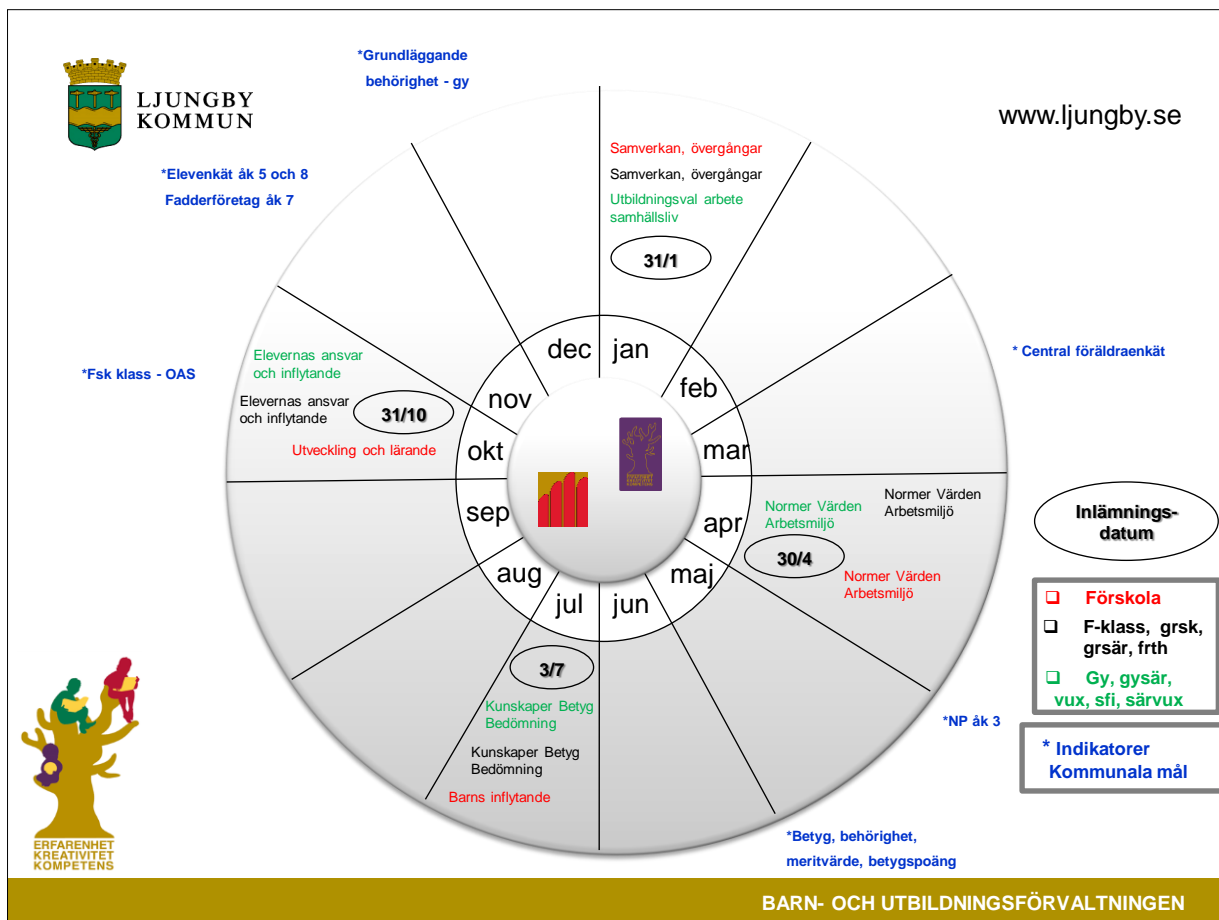 LJUNGBY
KOMMUN
*Grundläggande
behörighet - gy
www.ljungby.se
*Elevenkät åk 5 och 8
Fadderföretag åk 7
Samverkan, övergångar
Samverkan, övergångar
Utbildningsval arbete
samhällsliv
31/1
dec
jan
feb
mar
apr
maj
jun
jul
aug
sep
okt
nov
* Central föräldraenkät
*Fsk klass - OAS
Elevernas ansvar
och inflytande
Elevernas ansvar
och inflytande
31/10
Utveckling och lärande
ERFARENHET
KREATIVITET
KOMPETENS
Normer Värden
Arbetsmiljö
Normer Värden
Arbetsmiljö
30/4
Normer Värden
Arbetsmiljö
Inlämnings-
datum
Förskola
F-klass, grsk,
grsär, frth
Gy, gysär,
vux, sfi, särvux
*NP åk 3
* Indikatorer
Kommunala mål
3/7
Kunskaper Betyg
Bedömning
Kunskaper Betyg
Bedömning
Barns inflytande
*Betyg, behörighet,
meritvärde, betygspoäng
ERFARENHET
KREATIVITET
KOMPETENS
BARN- OCH UTBILDNINGSFÖRVALTNINGEN